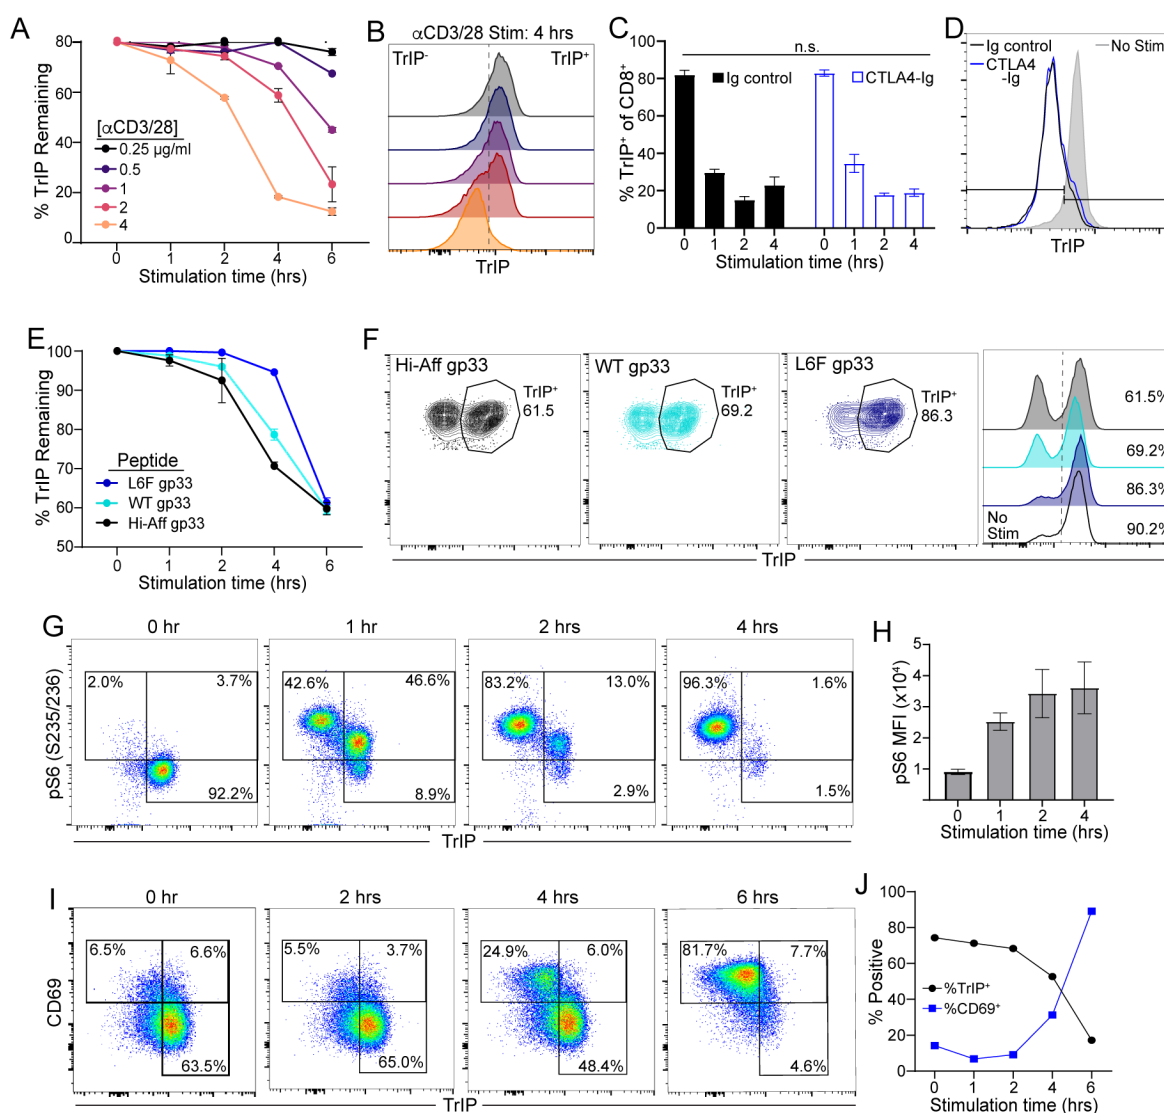 A
% TrIP Remaining
80
60
40
20
0
[αCD3/28]
0.25 µg/ml
0.5
1
2
4
0 1 2 4 6
Stimulation time (hrs)
B
αCD3/28 Stim: 4 hrs
TrIP-
TrIP+
TrIP
C
% TrIP+ of CD8+
100
80
60
40
20
0
n.s.
Ig control
CTLA4-Ig
0 1 2 4 0 1 2 4
Stimulation time (hrs)
D
Ig control
CTLA4
-Ig
No Stim
TrIP
E
% TrIP Remaining
100
90
80
70
60
50
Peptide
L6F gp33
WT gp33
Hi-Aff gp33
0 1 2 4 6
Stimulation time (hrs)
F
Hi-Aff gp33
TrIP+
61.5
WT gp33
TrIP+
69.2
L6F gp33
TrIP+
86.3
61.5%
69.2%
86.3%
No
Stim
90.2%
TrIP
G
0 hr
1 hr
2 hrs
4 hrs
pS6 (S235/236)
2.0% 3.7%
92.2%
42.6% 46.6%
8.9%
83.2% 13.0%
2.9%
96.3% 1.6%
1.5%
TrIP
H
pS6 MFI (x10⁴)
5
4
3
2
1
0 1 2 4
Stimulation time (hrs)
I
0 hr
2 hrs
4 hrs
6 hrs
CD69
6.5% 6.6%
63.5%
5.5% 3.7%
65.0%
24.9% 6.0%
48.4%
81.7% 7.7%
4.6%
TrIP
J
% Positive
100
80
60
40
20
0
%TrIP+
%CD69+
0 1 2 4 6
Stimulation time (hrs)